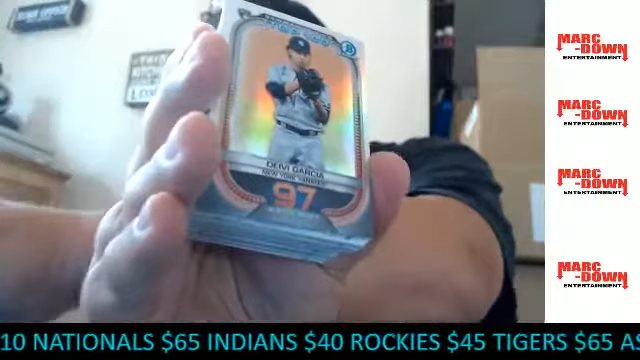 DEIVI GARCIA
NEW YORK YANKEES
97
MARC-
-DOWN
ENTERTAINMENT
MARC-
-DOWN
ENTERTAINMENT
MARC-
-DOWN
ENTERTAINMENT
MARC-
-DOWN
ENTERTAINMENT
10 NATIONALS $65 INDIANS $40 ROCKIES $45 TIGERS $65 AS